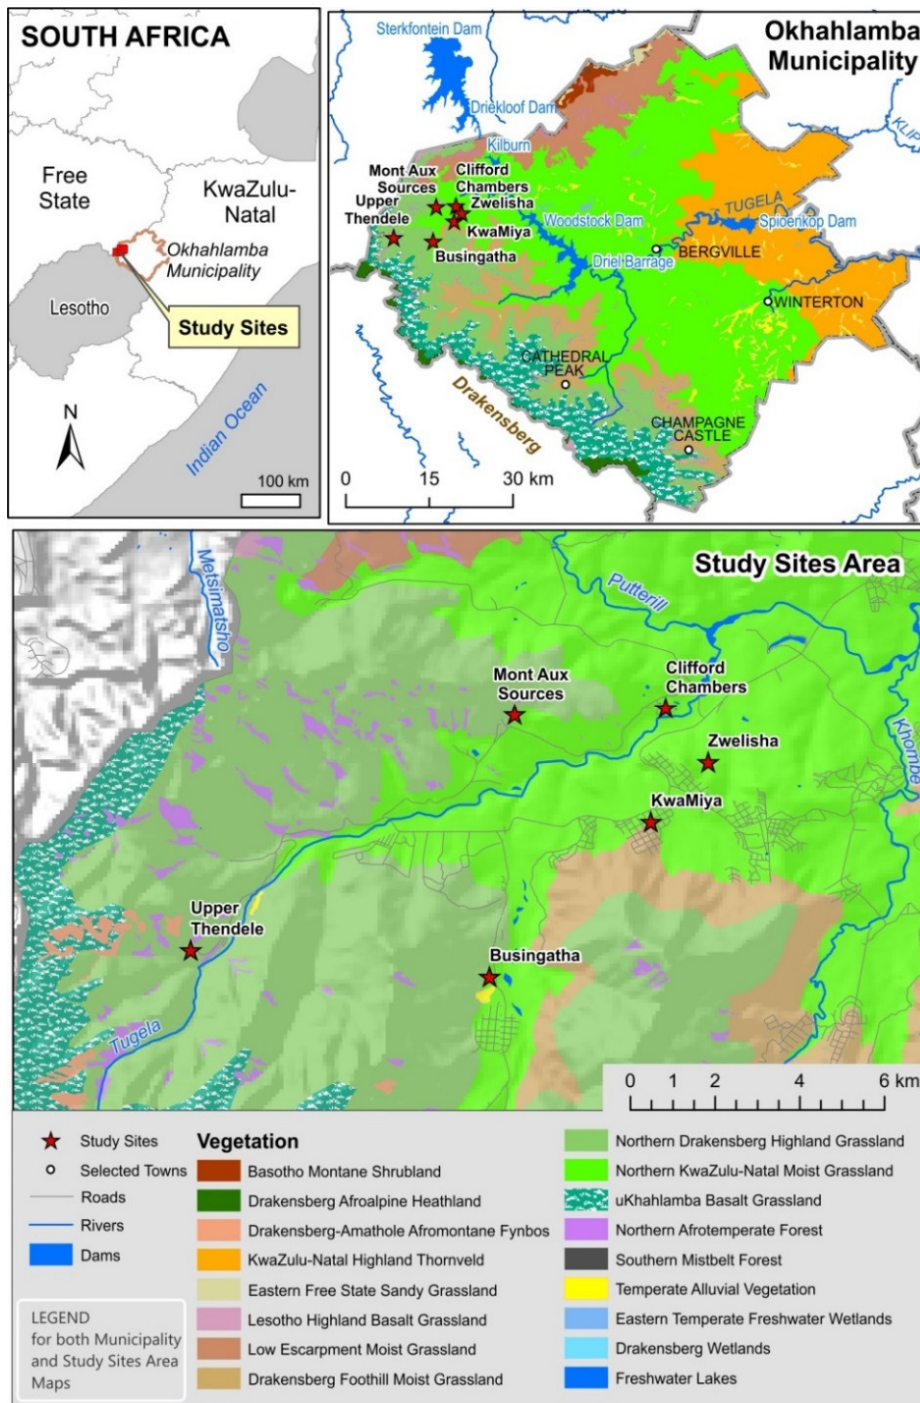 SOUTH AFRICA
Free
State
KwaZulu-
Natal
Okhahlamba
Municipality
Lesotho
Study Sites
N
Indian Ocean
100 km
Okhahlamba
Municipality
Sterkfontein Dam
Driekloof Dam
Kilburn
KLIP
Mont Aux
Sources
Clifford
Chambers
Upper
Thendele
Zwelisha
KwaMiya
Busingatha
Woodstock Dam
TUGELA
Spioenkop Dam
BERGVILLE
Driel Barrage
WINTERTON
CATHEDRAL
PEAK
Drakensberg
CHAMPAGNE
CASTLE
0 15 30 km
Study Sites Area
Metsimatsho
Putterill
Mont Aux
Sources
Clifford
Chambers
Zwelisha
Khombe
KwaMiya
Upper
Thendele
Busingatha
Tugela
0 2 4 6 km
Study Sites
Selected Towns
Roads
Rivers
Dams
LEGEND
for both Municipality
and Study Sites Area
Maps
Vegetation
Basotho Montane Shrubland
Drakensberg Afroalpine Heathland
Drakensberg-Amathole Afromontane Fynbos
KwaZulu-Natal Highland Thornveld
Eastern Free State Sandy Grassland
Lesotho Highland Basalt Grassland
Low Escarpment Moist Grassland
Drakensberg Foothill Moist Grassland
Northern Drakensberg Highland Grassland
Northern KwaZulu-Natal Moist Grassland
uKhahlamba Basalt Grassland
Northern Afrotemperate Forest
Southern Mistbelt Forest
Temperate Alluvial Vegetation
Eastern Temperate Freshwater Wetlands
Drakensberg Wetlands
Freshwater Lakes